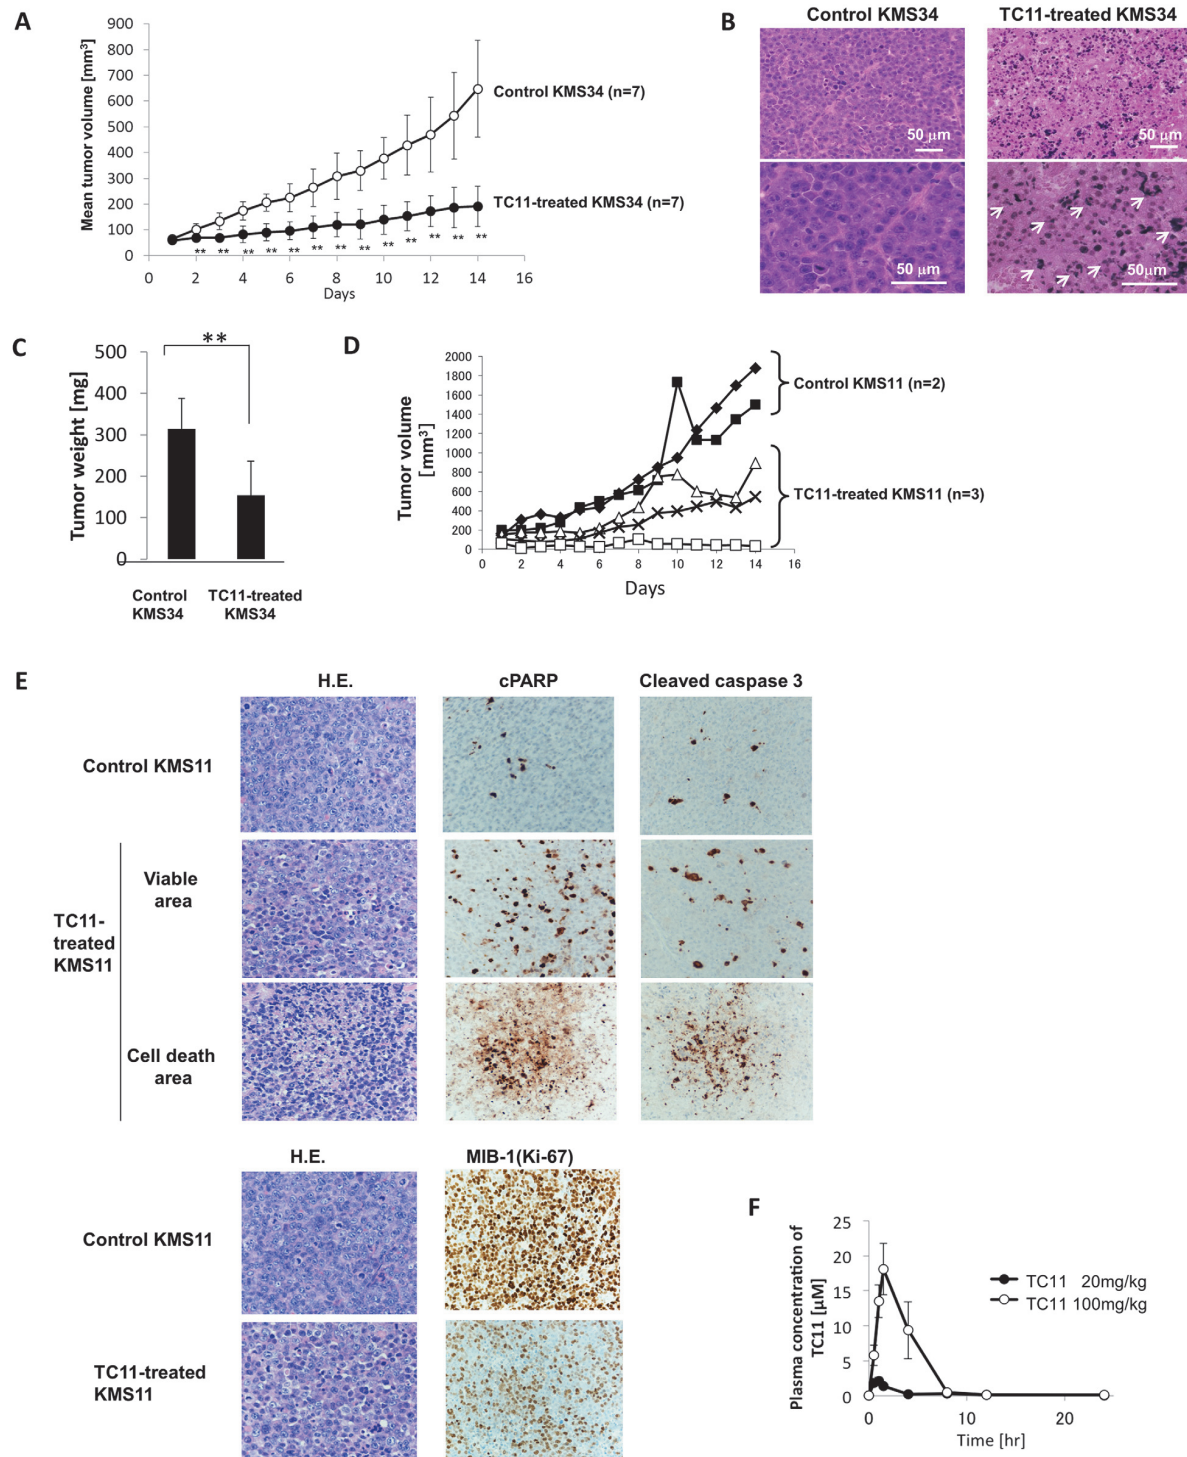 A
900
800
700
600
500
400
300
200
100
0
Mean tumor volume [mm³]
Control KMS34 (n=7)
TC11-treated KMS34 (n=7)
** ** ** ** ** ** ** ** ** ** ** ** **
0 2 4 6 8 10 12 14 16
Days
B
Control KMS34 TC11-treated KMS34
50 µm 50 µm
50 µm 50µm
C
**
500
400
300
200
100
0
Tumor weight [mg]
Control KMS34
TC11-treated KMS34
D
2000
1800
1600
1400
1200
1000
800
600
400
200
0
Tumor volume [mm³]
Control KMS11 (n=2)
TC11-treated KMS11 (n=3)
0 2 4 6 8 10 12 14 16
Days
E
H.E. cPARP Cleaved caspase 3
Control KMS11
Viable area
TC11-treated KMS11
Cell death area
H.E. MIB-1(Ki-67)
Control KMS11
TC11-treated KMS11
F
25
20
15
10
5
0
Plasma concentration of TC11 [µM]
TC11 20mg/kg
TC11 100mg/kg
0 10 20
Time [hr]